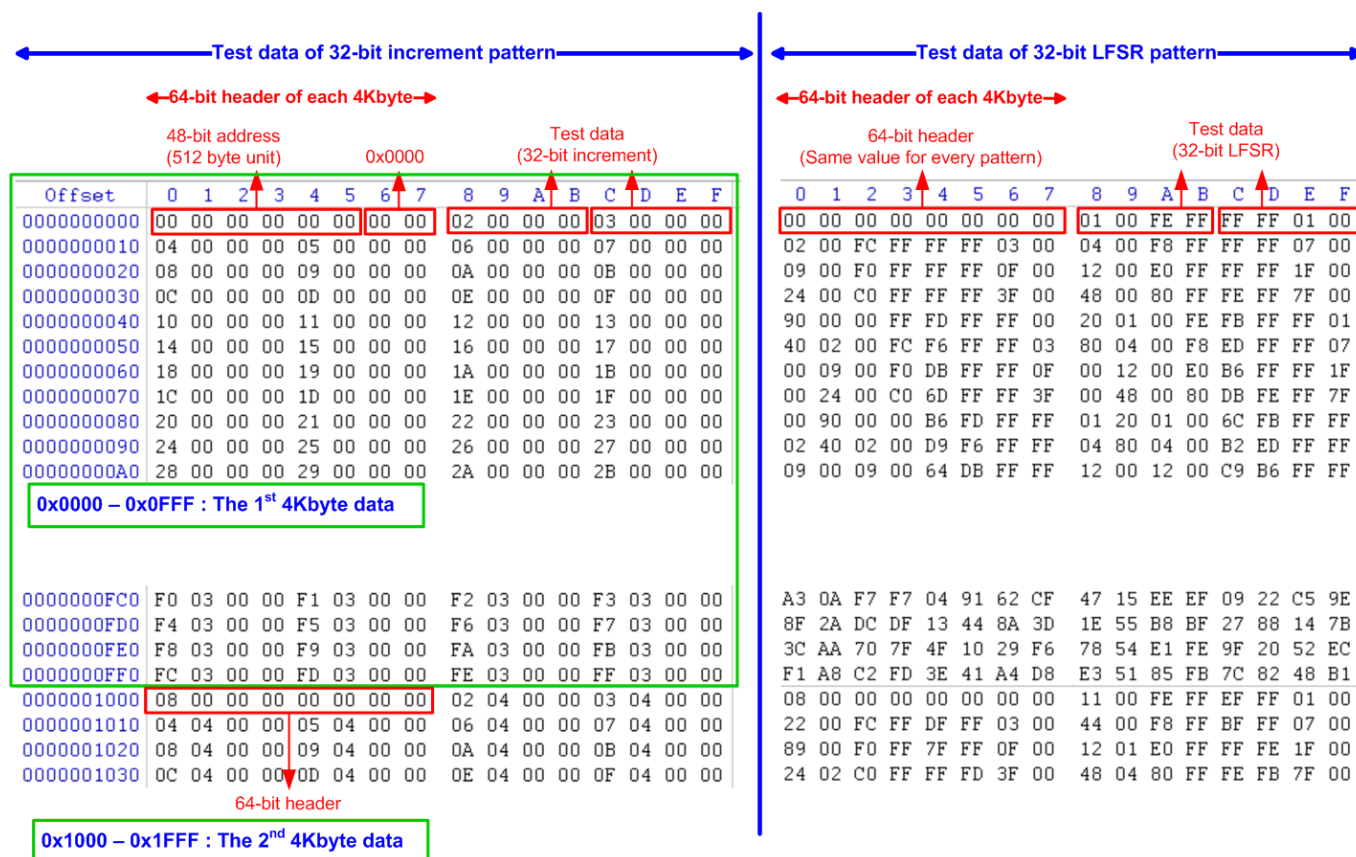 Test data of 32-bit increment pattern
Test data of 32-bit LFSR pattern
64-bit header of each 4Kbyte
64-bit header of each 4Kbyte
48-bit address
(512 byte unit)
0x0000
Test data
(32-bit increment)
64-bit header
(Same value for every pattern)
Test data
(32-bit LFSR)
Offset 0 1 2 3 4 5 6 7 8 9 A B C D E F 0 1 2 3 4 5 6 7 8 9 A B C D E F
0000000000 00 00 00 00 00 00 00 00 02 00 00 00 03 00 00 00 00 00 00 00 00 00 00 00 01 00 FE FF FF FF 01 00
0000000010 04 00 00 00 05 00 00 00 06 00 00 00 07 00 00 00 02 00 FC FF FF FF 03 00 04 00 F8 FF FF FF 07 00
0000000020 08 00 00 00 09 00 00 00 0A 00 00 00 0B 00 00 00 09 00 F0 FF FF FF 0F 00 12 00 E0 FF FF FF 1F 00
0000000030 0C 00 00 00 0D 00 00 00 0E 00 00 00 0F 00 00 00 24 00 C0 FF FF FF 3F 00 48 00 80 FF FE FF 7F 00
0000000040 10 00 00 00 11 00 00 00 12 00 00 00 13 00 00 00 90 00 00 FF FD FF FF 00 20 01 00 FE FB FF FF 01
0000000050 14 00 00 00 15 00 00 00 16 00 00 00 17 00 00 00 40 02 00 FC F6 FF FF 03 80 04 00 F8 ED FF FF 07
0000000060 18 00 00 00 19 00 00 00 1A 00 00 00 1B 00 00 00 00 09 00 F0 DB FF FF 0F 00 12 00 E0 B6 FF FF 1F
0000000070 1C 00 00 00 1D 00 00 00 1E 00 00 00 1F 00 00 00 00 24 00 C0 6D FF FF 3F 00 48 00 80 DB FE FF 7F
0000000080 20 00 00 00 21 00 00 00 22 00 00 00 23 00 00 00 00 90 00 00 B6 FD FF FF 01 20 01 00 6C FB FF FF
0000000090 24 00 00 00 25 00 00 00 26 00 00 00 27 00 00 00 02 40 02 00 D9 F6 FF FF 04 80 04 00 B2 ED FF FF
00000000A0 28 00 00 00 29 00 00 00 2A 00 00 00 2B 00 00 00 09 00 09 00 64 DB FF FF 12 00 12 00 C9 B6 FF FF
0x0000 – 0x0FFF : The 1st 4Kbyte data
0000000FC0 F0 03 00 00 F1 03 00 00 F2 03 00 00 F3 03 00 00 A3 0A F7 F7 04 91 62 CF 47 15 EE EF 09 22 C5 9E
0000000FD0 F4 03 00 00 F5 03 00 00 F6 03 00 00 F7 03 00 00 8F 2A DC DF 13 44 8A 3D 1E 55 B8 BF 27 88 14 7B
0000000FE0 F8 03 00 00 F9 03 00 00 FA 03 00 00 FB 03 00 00 3C AA 70 7F 4F 10 29 F6 78 54 E1 FE 9F 20 52 EC
0000000FF0 FC 03 00 00 FD 03 00 00 FE 03 00 00 FF 03 00 00 F1 A8 C2 FD 3E 41 A4 D8 E3 51 85 FB 7C 82 48 B1
0000001000 08 00 00 00 00 00 00 00 02 04 00 00 03 04 00 00 08 00 00 00 00 00 00 00 11 00 FE FF EF FF 01 00
0000001010 04 04 00 00 05 04 00 00 06 04 00 00 07 04 00 00 22 00 FC FF DF FF 03 00 44 00 F8 FF BF FF 07 00
0000001020 08 04 00 00 09 04 00 00 0A 04 00 00 0B 04 00 00 89 00 F0 FF 7F FF 0F 00 12 01 E0 FF FF FE 1F 00
0000001030 0C 04 00 00 0D 04 00 00 0E 04 00 00 0F 04 00 00 24 02 C0 FF FF FD 3F 00 48 04 80 FF FE FB 7F 00
64-bit header
0x1000 – 0x1FFF : The 2nd 4Kbyte data